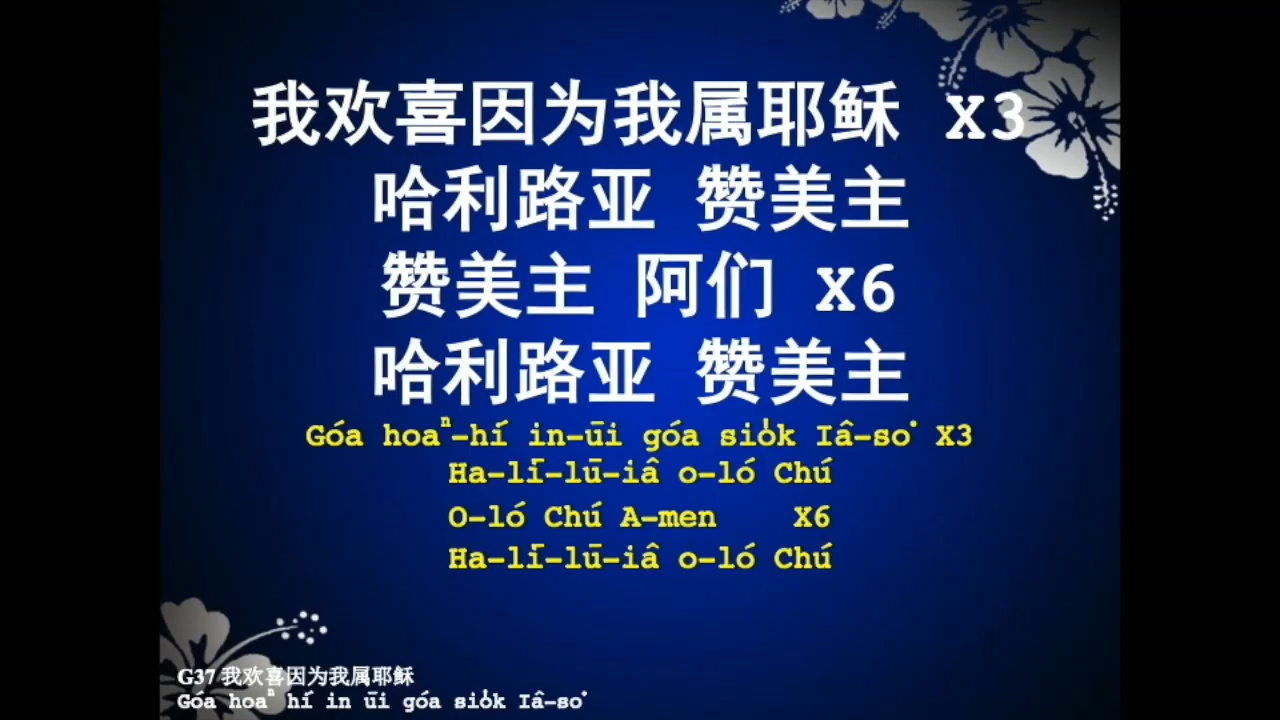 我欢喜因为我属耶稣 X3
哈利路亚 赞美主
赞美主 阿们 X6
哈利路亚 赞美主
Góa hoaⁿ-hí in-ūi góa sio̍k Iâ-so͘ X3
Ha-lí-lū-iâ o-ló Chú
O-ló Chú A-men X6
Ha-lí-lū-iâ o-ló Chú
G37 我欢喜因为我属耶稣
Góa hoaⁿ hí in ūi góa sio̍k Iâ-so͘